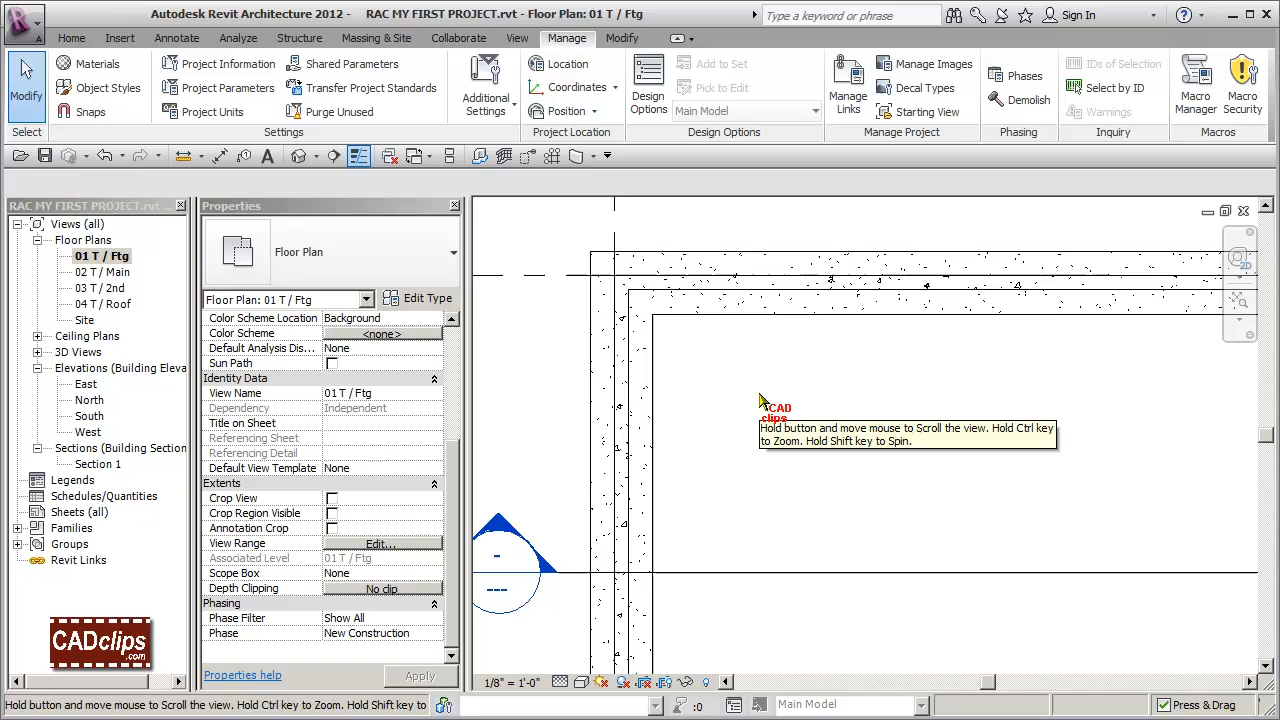 Autodesk Revit Architecture 2012 - RAC MY FIRST PROJECT.rvt - Floor Plan: 01 T / Ftg
Type a keyword or phrase
Sign In
Home Insert Annotate Analyze Structure Massing & Site Collaborate View Manage Modify
Modify
Materials
Object Styles
Snaps
Project Information
Project Parameters
Project Units
Shared Parameters
Transfer Project Standards
Purge Unused
Additional
Settings
Location
Coordinates
Position
Design
Options
Add to Set
Pick to Edit
Main Model
Manage
Links
Manage Images
Decal Types
Starting View
Phases
Demolish
IDs of Selection
Select by ID
Warnings
Macro
Manager
Macro
Security
Select Settings Project Location Design Options Manage Project Phasing Inquiry Macros
RAC MY FIRST PROJECT.rvt ...
Views (all)
Floor Plans
01 T / Ftg
02 T / Main
03 T / 2nd
04 T / Roof
Site
Ceiling Plans
3D Views
Elevations (Building Eleva
East
North
South
West
Sections (Building Section
Section 1
Legends
Schedules/Quantities
Sheets (all)
Families
Groups
Revit Links
CADclips
.com
Properties
Floor Plan
Floor Plan: 01 T / Ftg
Edit Type
Color Scheme Location Background
Color Scheme <none>
Default Analysis Dis... None
Sun Path
Identity Data
View Name 01 T / Ftg
Dependency Independent
Title on Sheet
Referencing Sheet
Referencing Detail
Default View Template None
Extents
Crop View
Crop Region Visible
Annotation Crop
View Range Edit...
Associated Level 01 T / Ftg
Scope Box None
Depth Clipping No clip
Phasing
Phase Filter Show All
Phase New Construction
Properties help
Apply
2D
CAD
clips
Hold button and move mouse to Scroll the view. Hold Ctrl key
to Zoom. Hold Shift key to Spin.
-
---
1/8" = 1'-0"
Hold button and move mouse to Scroll the view. Hold Ctrl key to Zoom. Hold Shift key to
:0
Main Model
Press & Drag